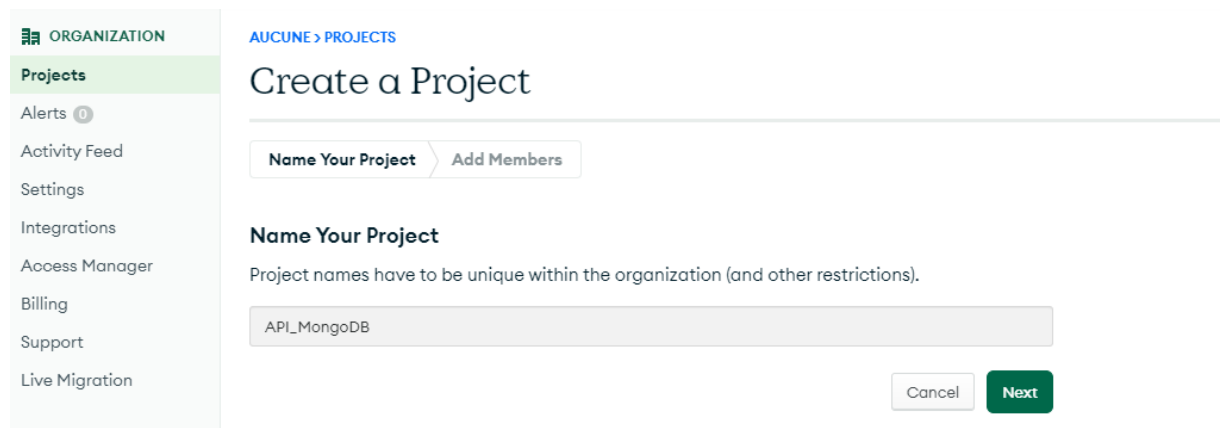 ORGANIZATION
Projects
Alerts 0
Activity Feed
Settings
Integrations
Access Manager
Billing
Support
Live Migration
AUCUNE > PROJECTS
Create a Project
Name Your Project Add Members
Name Your Project
Project names have to be unique within the organization (and other restrictions).
API_MongoDB
Cancel Next